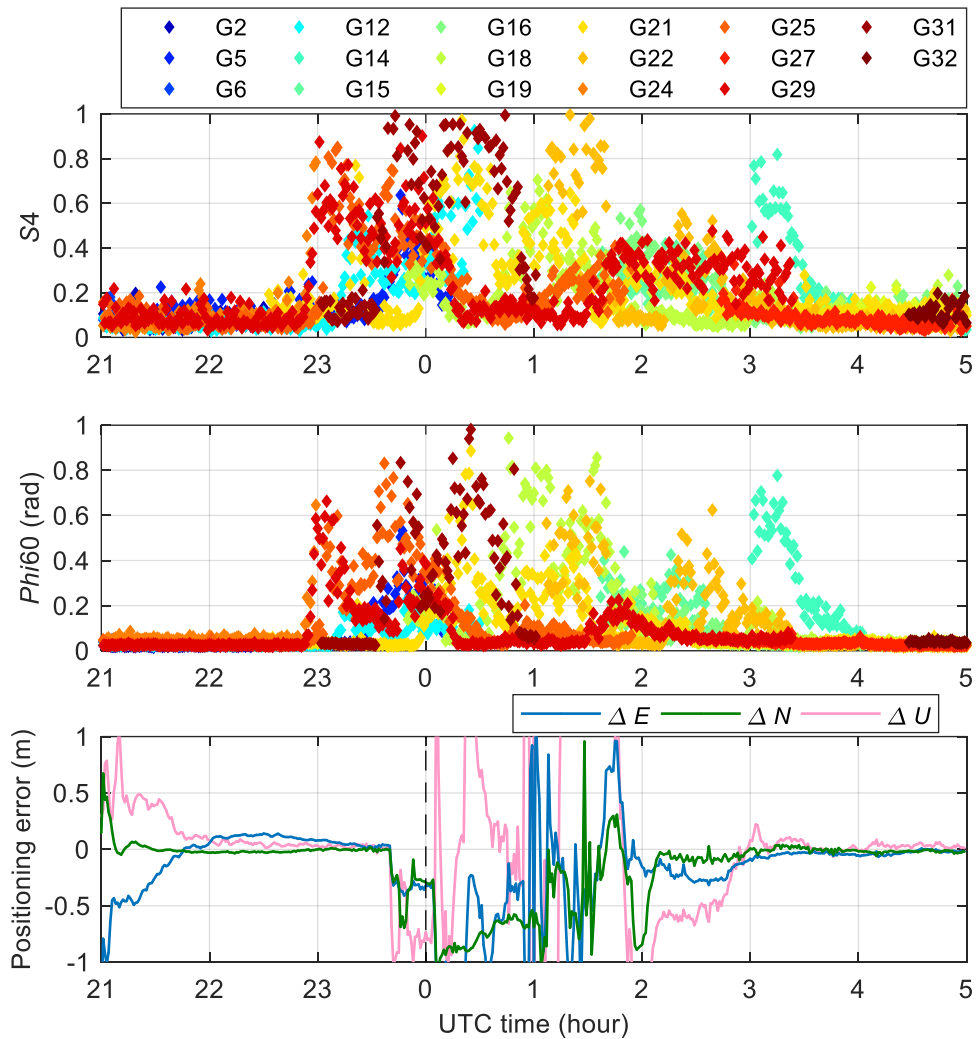 G2 G12 G16 G21 G25 G31
G5 G14 G18 G22 G27 G32
G6 G15 G19 G24 G29
1
0.8
0.6
0.4
0.2
0
S4
21 22 23 0 1 2 3 4 5
1
0.8
0.6
0.4
0.2
0
Phi60 (rad)
21 22 23 0 1 2 3 4 5
Δ E Δ N Δ U
1
0.5
0
-0.5
-1
Positioning error (m)
21 22 23 0 1 2 3 4 5
UTC time (hour)